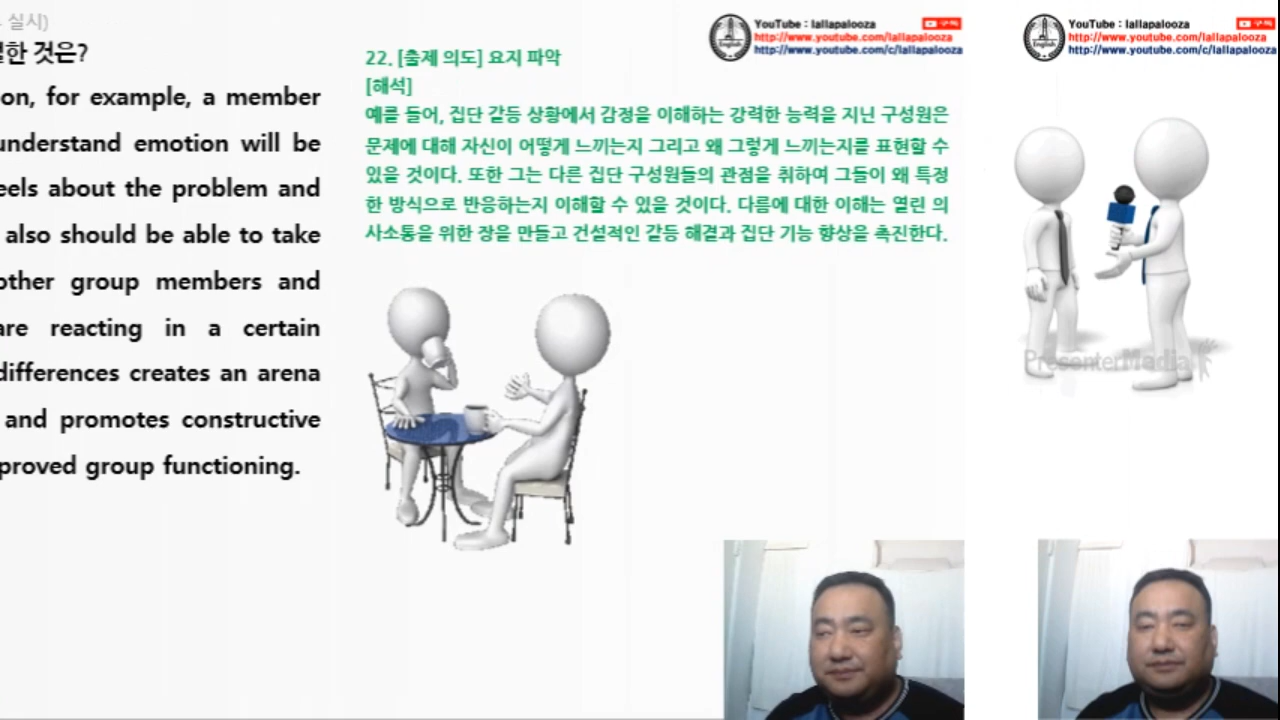 실시)
한 것은?
on, for example, a member
understand emotion will be
eels about the problem and
also should be able to take
other group members and
are reacting in a certain
differences creates an arena
and promotes constructive
proved group functioning.
22. [출제 의도] 요지 파악
[해석]
예를 들어, 집단 갈등 상황에서 감정을 이해하는 강력한 능력을 지닌 구성원은
문제에 대해 자신이 어떻게 느끼는지 그리고 왜 그렇게 느끼는지를 표현할 수
있을 것이다. 또한 그는 다른 집단 구성원들의 관점을 취하여 그들이 왜 특정
한 방식으로 반응하는지 이해할 수 있을 것이다. 다름에 대한 이해는 열린 의
사소통을 위한 장을 만들고 건설적인 갈등 해결과 집단 기능 향상을 촉진한다.
YouTube : lallapalooza
구독
http://www.youtube.com/lallapalooza
http://www.youtube.com/c/lallapalooza
English
YouTube : lallapalooza
구독
http://www.youtube.com/lallapalooza
http://www.youtube.com/c/lallapalooza
English
PresenterMedia